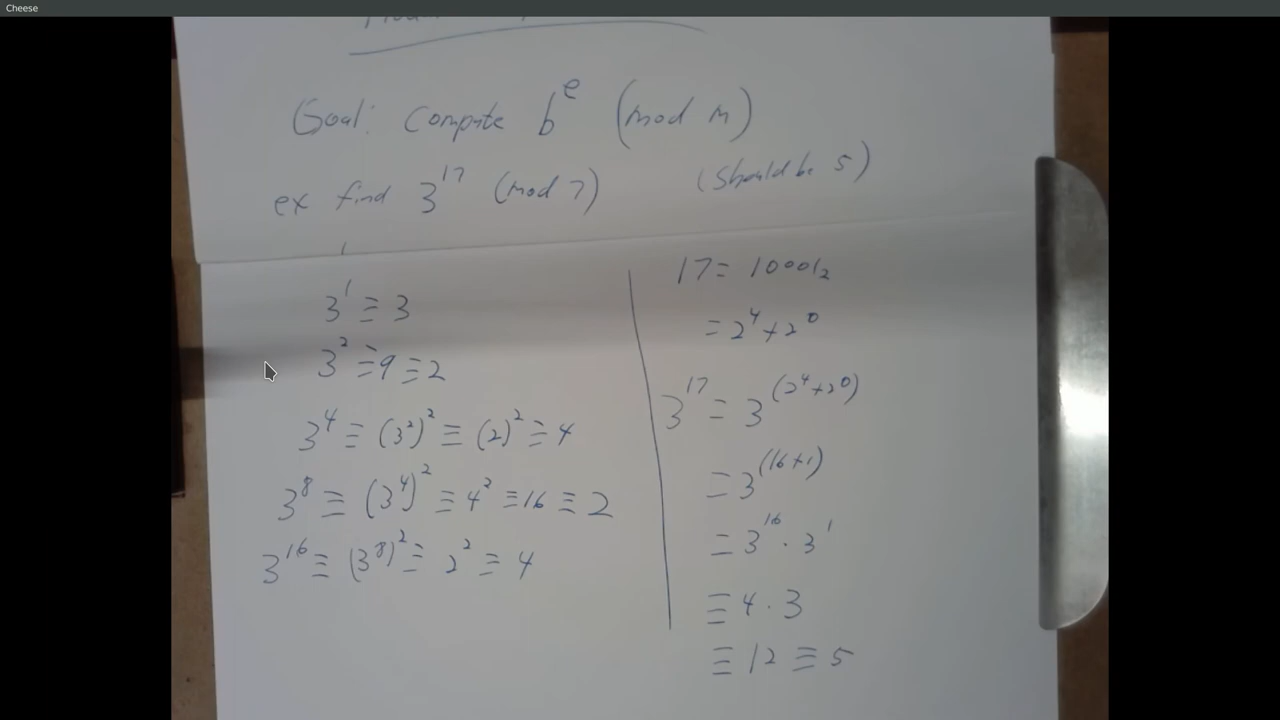 Cheese
Goal: Compute b^e (mod m)
ex find 3^17 (mod 7) (should be 5)
3^1 ≡ 3
3^2 ≡ 9 ≡ 2
3^4 ≡ (3^2)^2 ≡ (2)^2 ≡ 4
3^8 ≡ (3^4)^2 ≡ 4^2 ≡ 16 ≡ 2
3^16 ≡ (3^8)^2 ≡ 2^2 ≡ 4
17 = 10001₂
= 2^4 + 2^0
3^17 = 3^(2^4+2^0)
= 3^(16+1)
= 3^16 · 3^1
≡ 4 · 3
≡ 12 ≡ 5